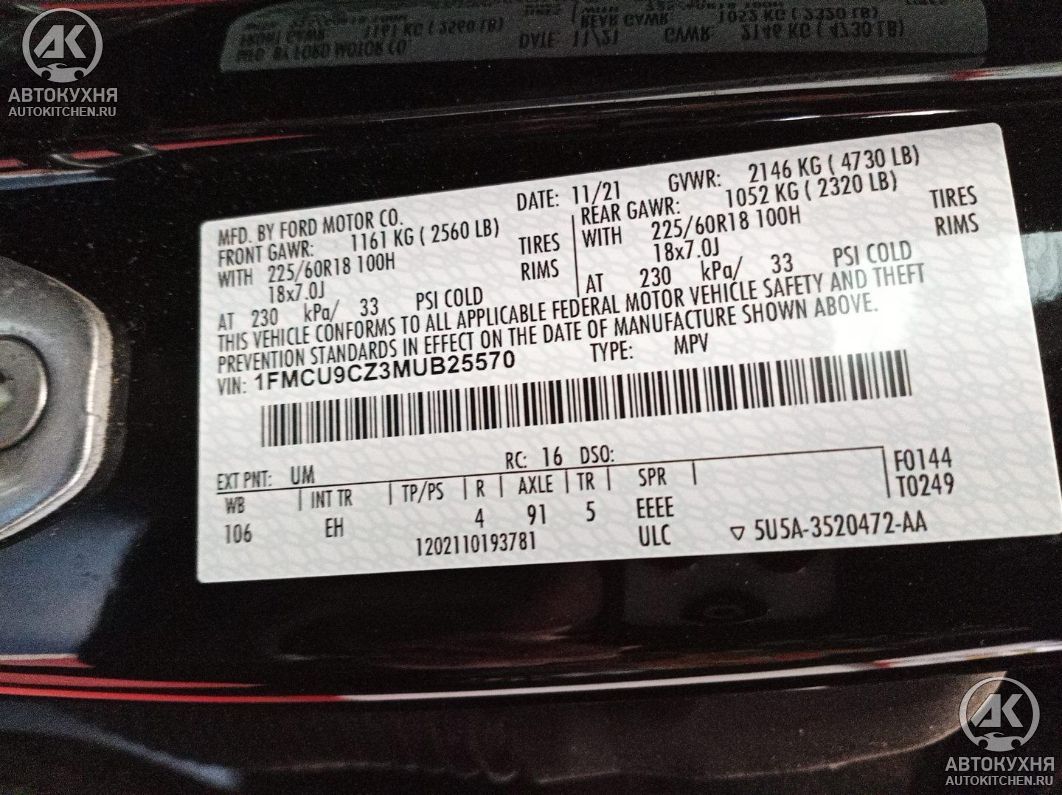 AK
АВТОКУХНЯ
AUTOKITCHEN.RU
MFD. BY FORD MOTOR CO. DATE: 11/21 GVWR: 2146 KG ( 4730 LB)
FRONT GAWR: 1161 KG ( 2560 LB) REAR GAWR: 1052 KG ( 2320 LB)
WITH 225/60R18 100H TIRES WITH 225/60R18 100H TIRES
18x7.0J RIMS 18x7.0J RIMS
AT 230 kPa/ 33 PSI COLD AT 230 kPa/ 33 PSI COLD
THIS VEHICLE CONFORMS TO ALL APPLICABLE FEDERAL MOTOR VEHICLE SAFETY AND THEFT
PREVENTION STANDARDS IN EFFECT ON THE DATE OF MANUFACTURE SHOWN ABOVE.
VIN: 1FMCU9CZ3MUB25570 TYPE: MPV
EXT PNT: UM RC: 16 DSO:
WB INT TR TP/PS R AXLE TR SPR F0144
106 EH 4 91 5 EEEE T0249
1202110193781 ULC 5U5A-3520472-AA
AK
АВТОКУХНЯ
AUTOKITCHEN.RU